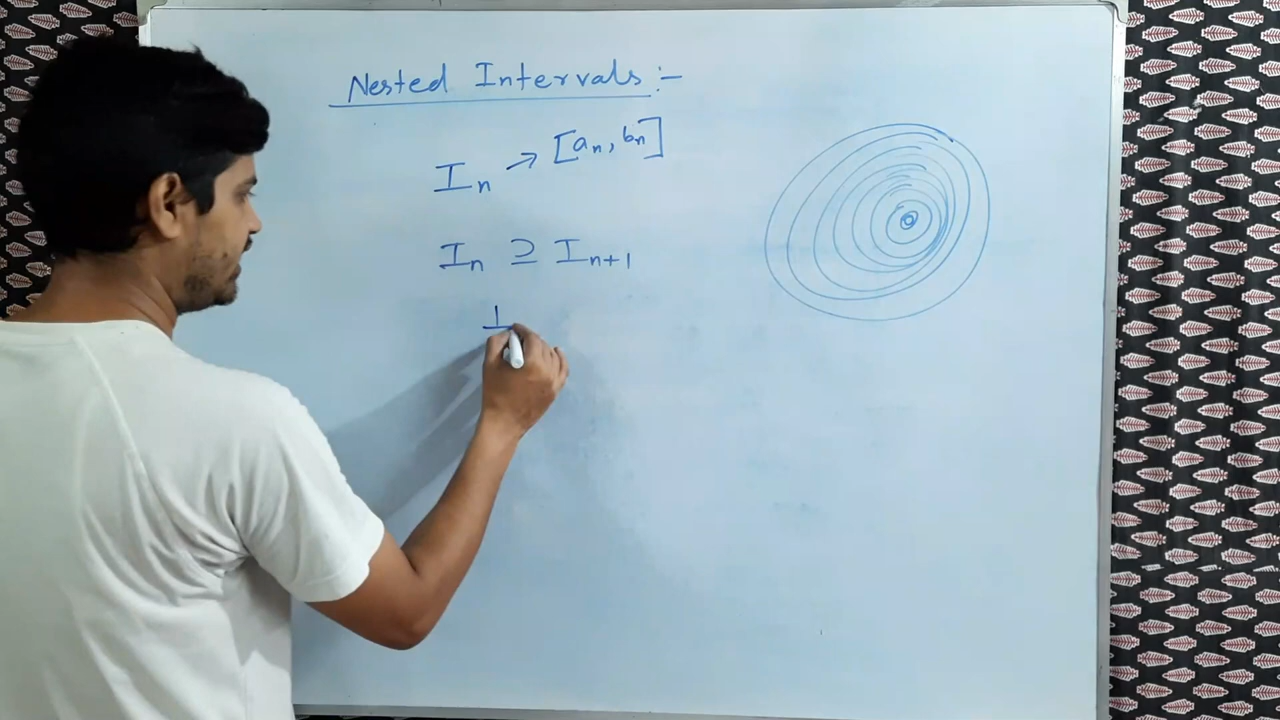 Nested Intervals :-
Iₙ → [aₙ, bₙ]
Iₙ ⊇ Iₙ₊₁